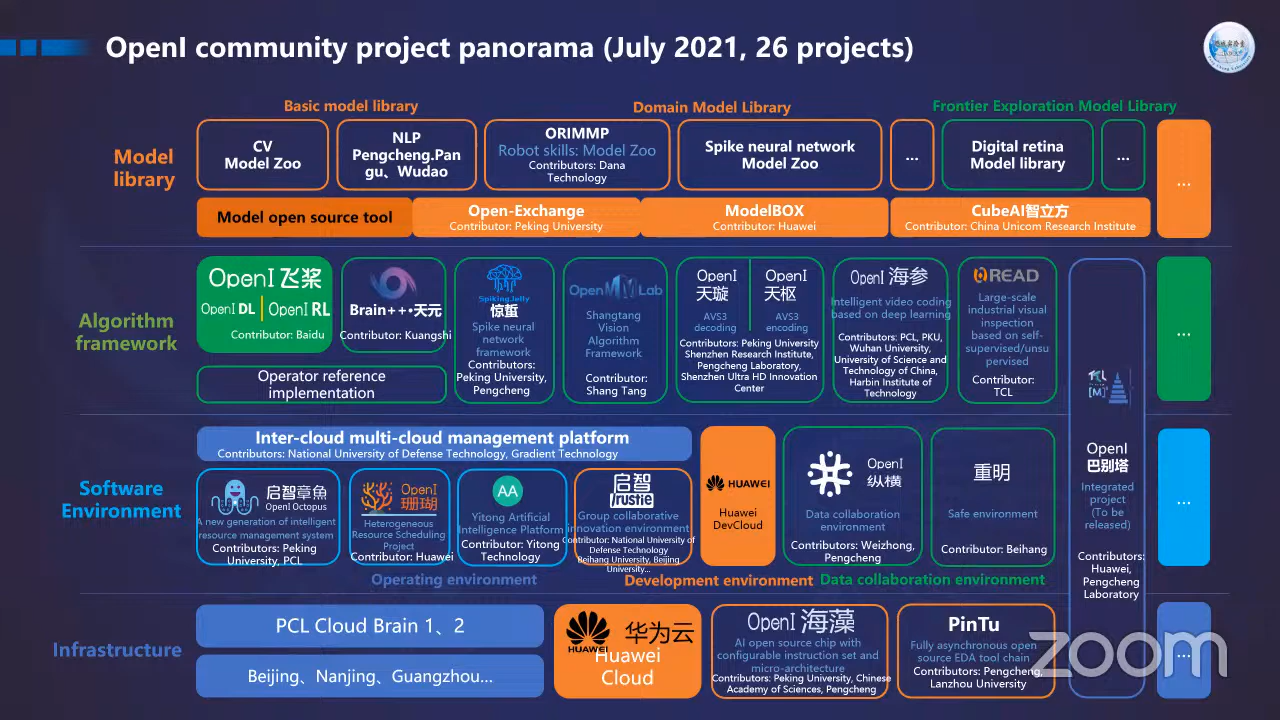 OpenI community project panorama (July 2021, 26 projects)
Basic model library
Domain Model Library
Frontier Exploration Model Library
Model
library
CV
Model Zoo
NLP
Pengcheng.Pan
gu、Wudao
ORIMMP
Robot skills: Model Zoo
Contributors: Dana
Technology
Spike neural network
Model Zoo
...
Digital retina
Model library
...
...
Model open source tool
Open-Exchange
Contributor: Peking University
ModelBOX
Contributor: Huawei
CubeAI智立方
Contributor: China Unicom Research Institute
Algorithm
framework
OpenI 飞桨
OpenI DL
OpenI RL
Contributor: Baidu
Brain++·天元
Contributor: Kuangshi
Operator reference
implementation
SpikingJelly
惊蜇
Spike neural
network
framework
Contributors:
Peking University,
Pengcheng
OpenMMLab
Shangtang
Vision
Algorithm
Framework
Contributor:
Shang Tang
OpenI
天璇
AVS3
decoding
OpenI
天枢
AVS3
encoding
Contributors: Peking University
Shenzhen Research Institute,
Pengcheng Laboratory,
Shenzhen Ultra HD Innovation
Center
OpenI 海参
Intelligent video coding
based on deep learning
Contributors: PCL, PKU,
Wuhan University,
University of Science and
Technology of China,
Harbin Institute of
Technology
READ
Large-scale
industrial visual
inspection
based on self-
supervised/unsu
pervised
Contributor:
TCL
...
TCL
[M]
OpenI
巴别塔
Integrated
project
(To be
released)
Contributors:
Huawei,
Pengcheng
Laboratory
Software
Environment
Inter-cloud multi-cloud management platform
Contributors: National University of Defense Technology, Gradient Technology
启智章魚
OpenI Octopus
A new generation of intelligent
resource management system
Contributors: Peking
University, PCL
OpenI
珊瑚
Heterogeneous
Resource Scheduling
Project
Contributor: Huawei
AA
Yitong Artificial
Intelligence Platform
Contributor: Yitong
Technology
启智
Trustie
Group collaborative
innovation environment
Contributor: National University of
Defense Technology
Beihang University, Beijing
University...
HUAWEI
Huawei
DevCloud
OpenI
纵横
Data collaboration
environment
Contributors: Weizhong,
Pengcheng
重明
Safe environment
Contributor: Beihang
...
Operating environment
Development environment
Data collaboration environment
Infrastructure
PCL Cloud Brain 1、2
Beijing、Nanjing、Guangzhou...
HUAWEI
华为云
Huawei
Cloud
OpenI 海藻
AI open source chip with
configurable instruction set and
micro-architecture
Contributors: Peking University, Chinese
Academy of Sciences, Pengcheng
PinTu
Fully asynchronous open
source EDA tool chain
Contributors: Pengcheng,
Lanzhou University
...
zoom